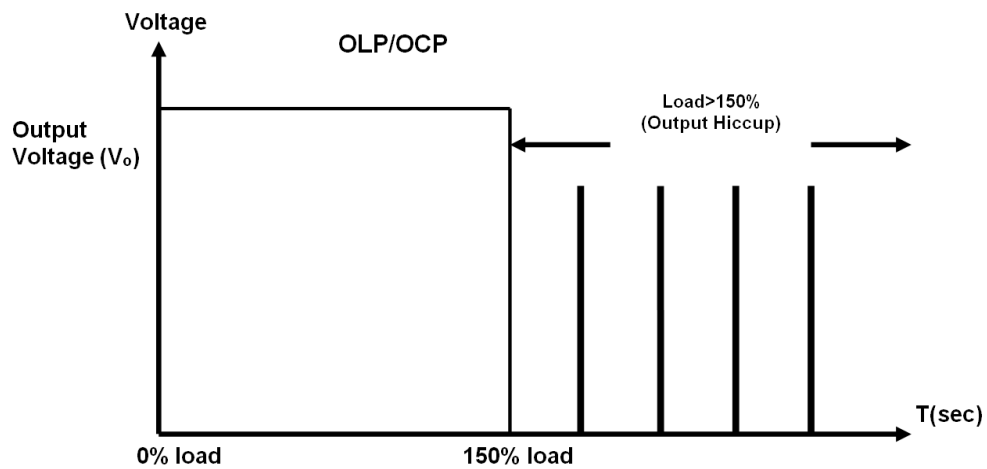 Voltage
OLP/OCP
Load>150%
(Output Hiccup)
Output
Voltage (Vₒ)
T(sec)
0% load
150% load